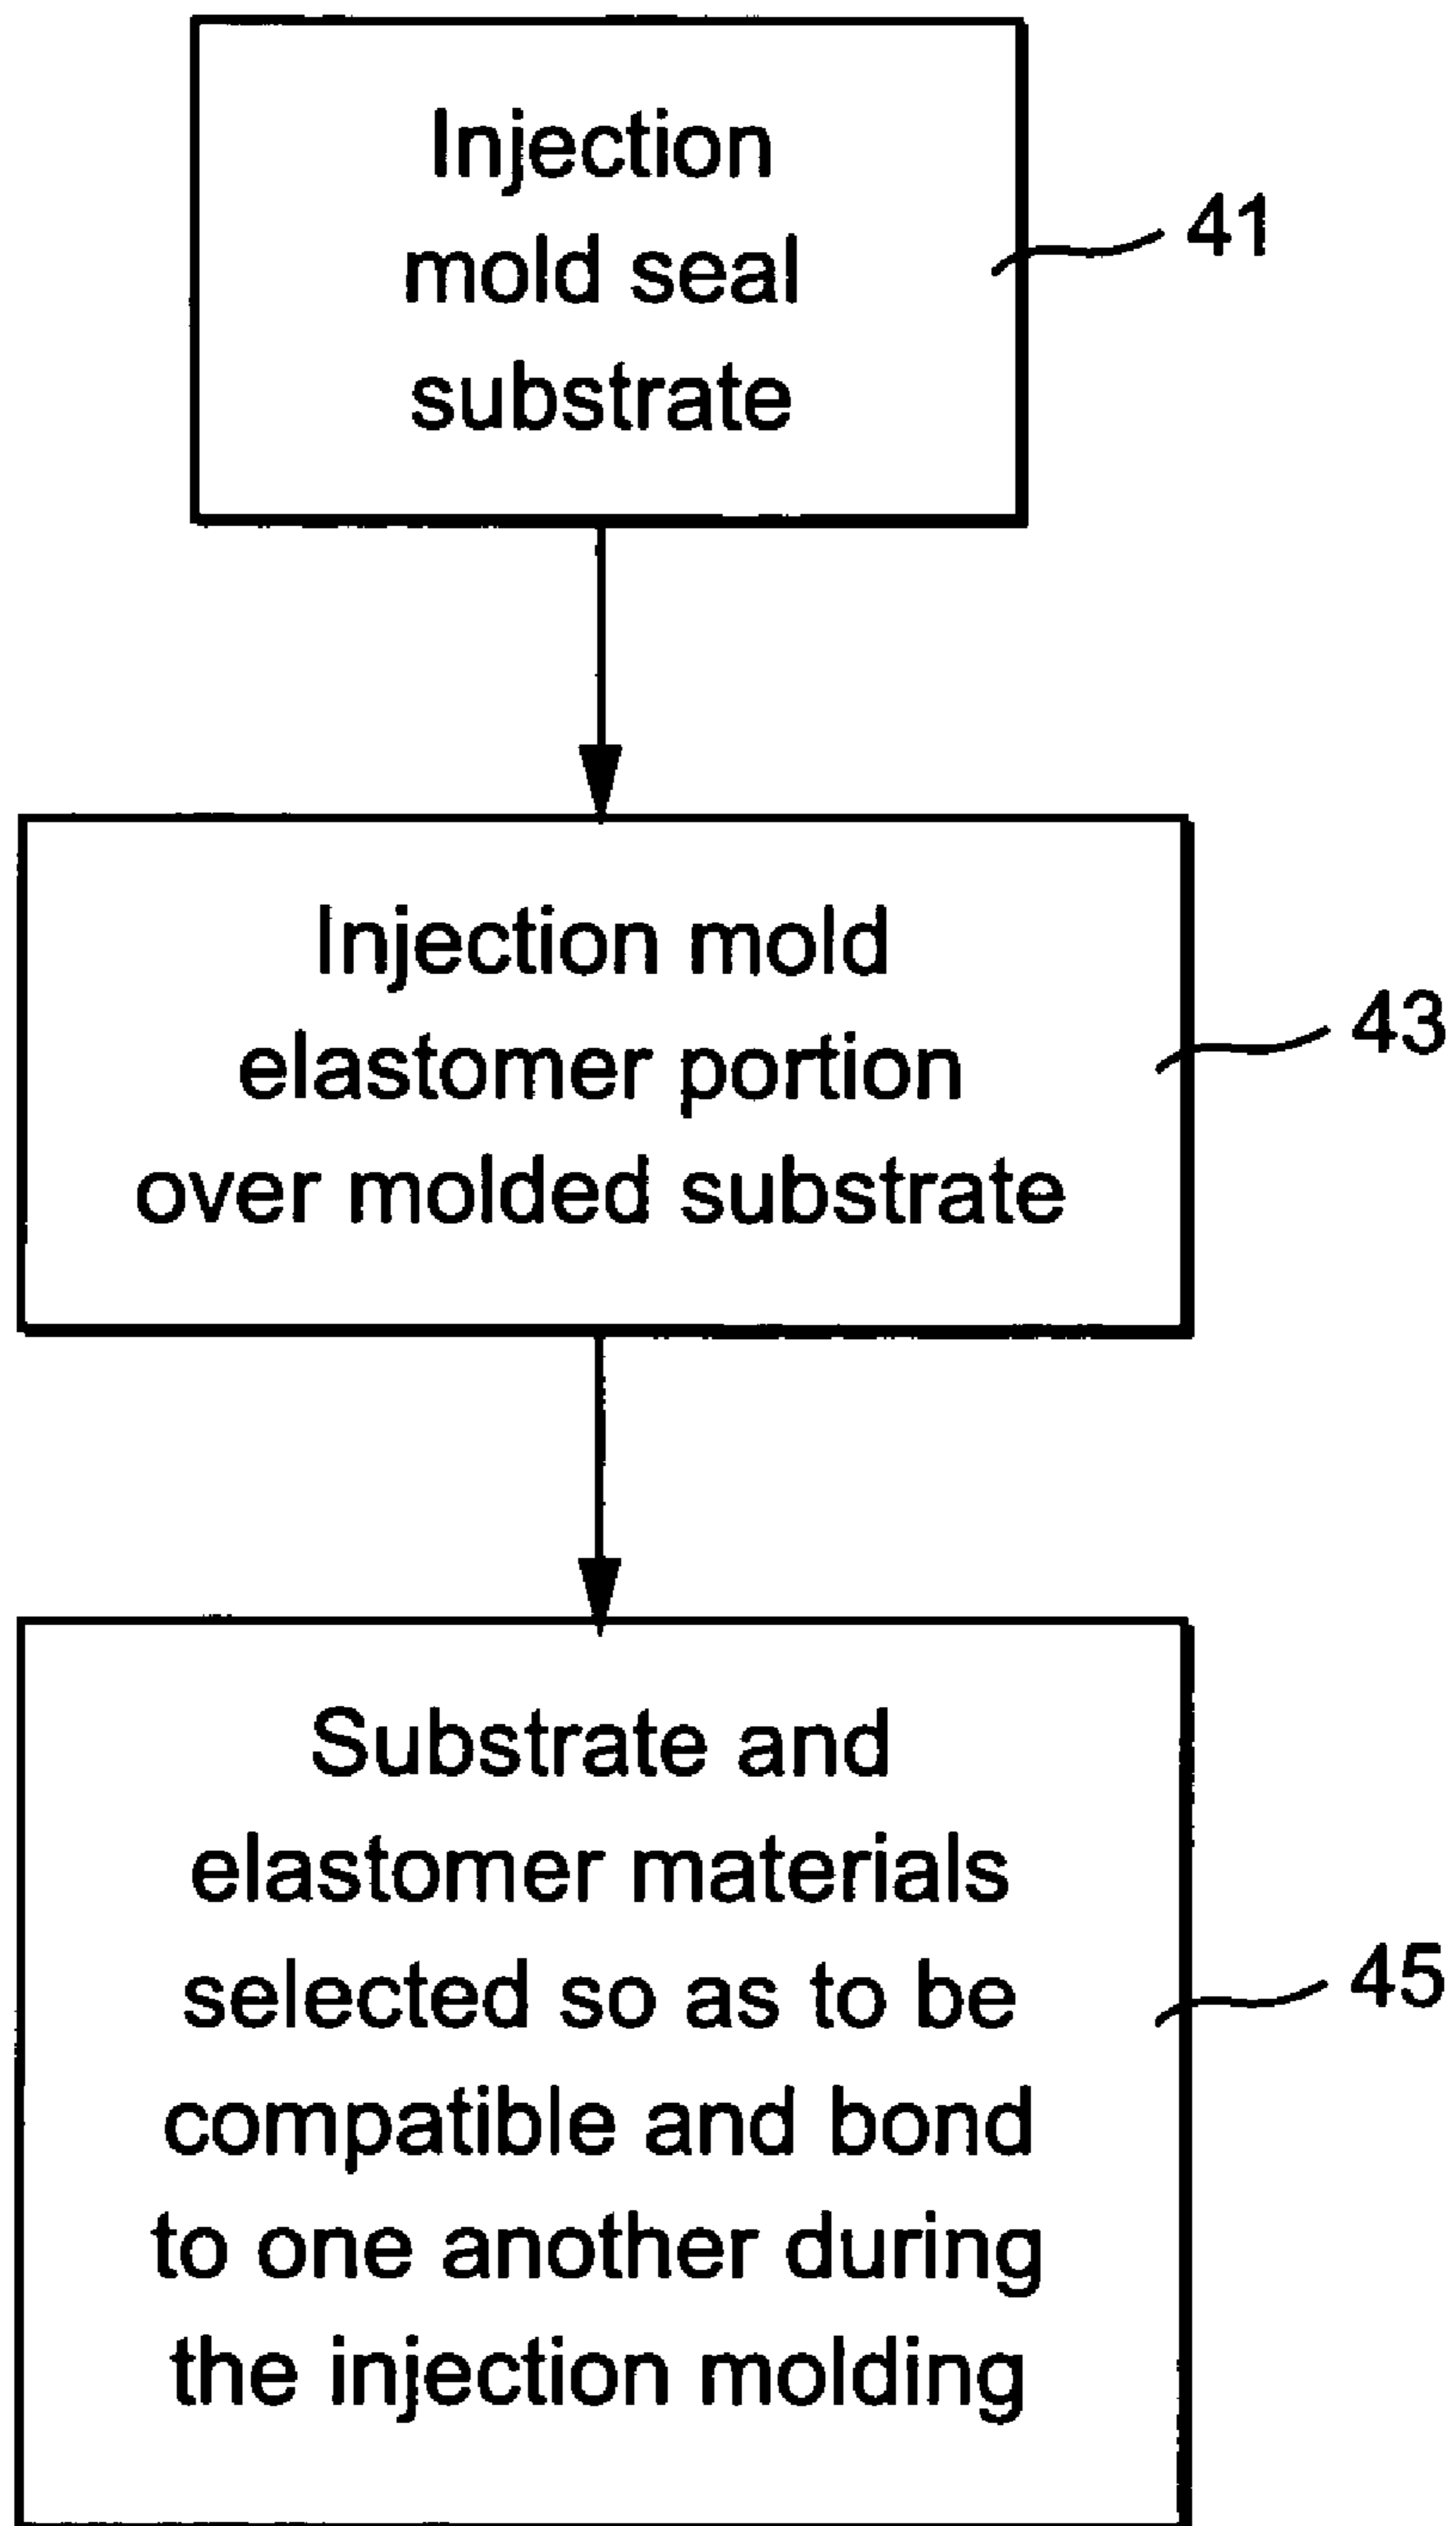 Injection
mold seal
substrate
41
Injection mold
elastomer portion
over molded substrate
43
Substrate and
elastomer materials
selected so as to be
compatible and bond
to one another during
the injection molding
45